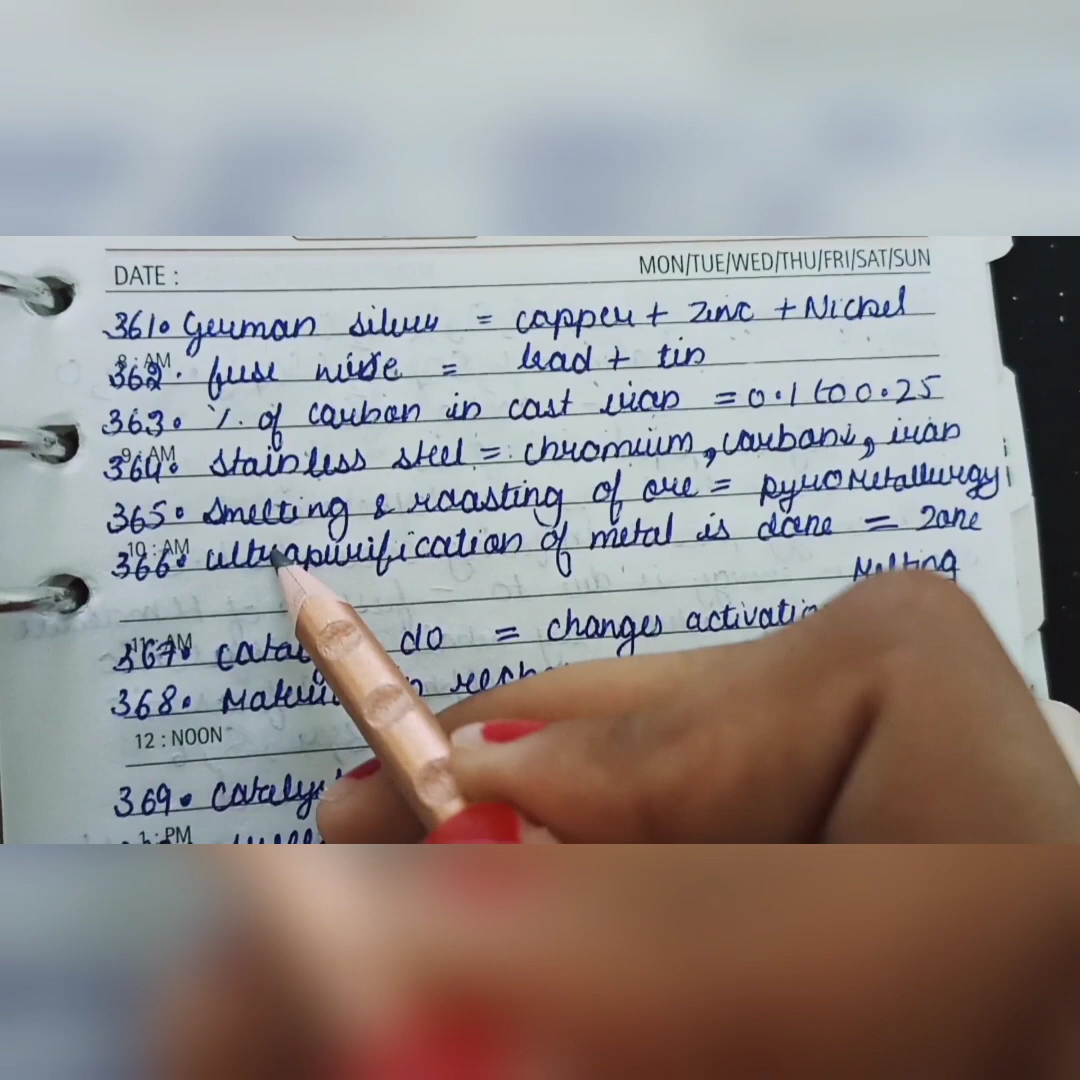 DATE : MON/TUE/WED/THU/FRI/SAT/SUN
361. German silver = copper + Zinc + Nickel
8 : AM
362. fuse wire = lead + tin
363. % of carbon in cast iron = 0.1 to 0.25
9 : AM
364. Stainless steel = chromium, carbon, iron
365. Smelting & roasting of ore = pyrometallurgy
10 : AM
366. ultrapurification of metal is done = zone
Melting
11 : AM
367. do = changes
368.
12 : NOON
369.
1 : PM